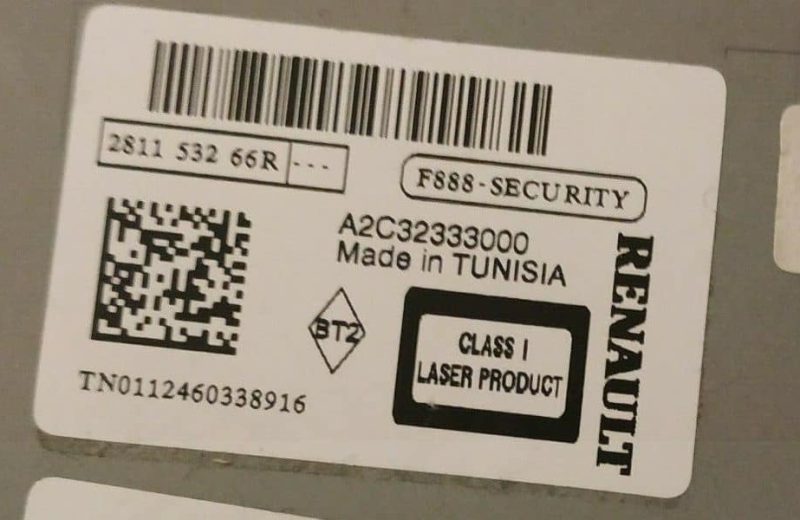 2811 532 66R ---
F888-SECURITY
A2C32333000
Made in TUNISIA
BT2
CLASS I
LASER PRODUCT
TN0112460338916
RENAULT